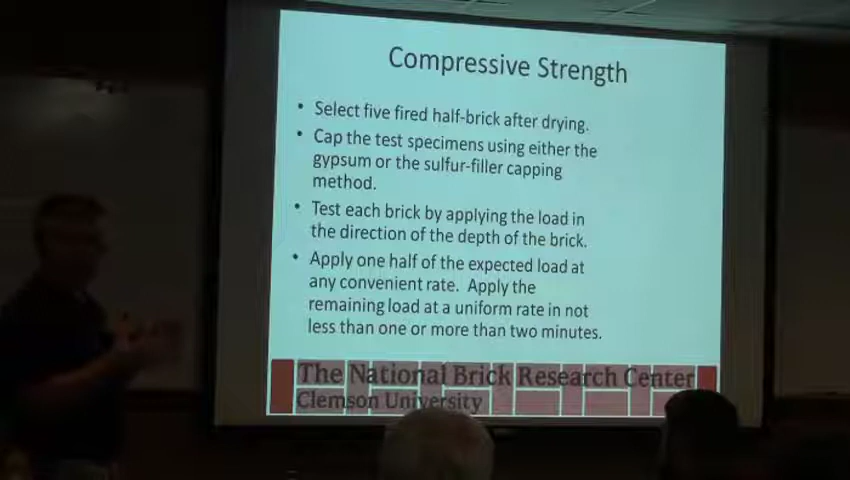 Compressive Strength
• Select five fired half-brick after drying.
• Cap the test specimens using either the
gypsum or the sulfur-filler capping
method.
• Test each brick by applying the load in
the direction of the depth of the brick.
• Apply one half of the expected load at
any convenient rate. Apply the
remaining load at a uniform rate in not
less than one or more than two minutes.
The National Brick Research Center
Clemson University